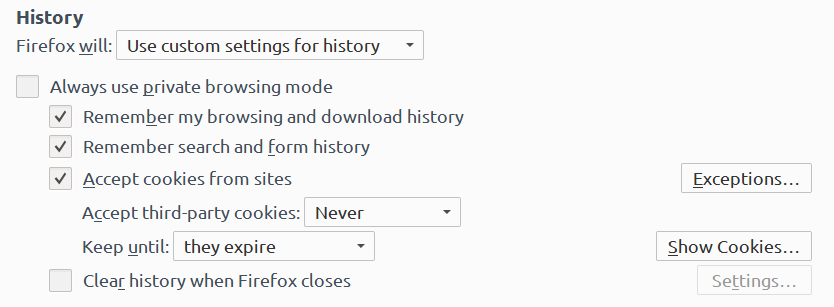 History
Firefox will: Use custom settings for history
Always use private browsing mode
Remember my browsing and download history
Remember search and form history
Accept cookies from sites Exceptions...
Accept third-party cookies: Never
Keep until: they expire Show Cookies...
Clear history when Firefox closes Settings...